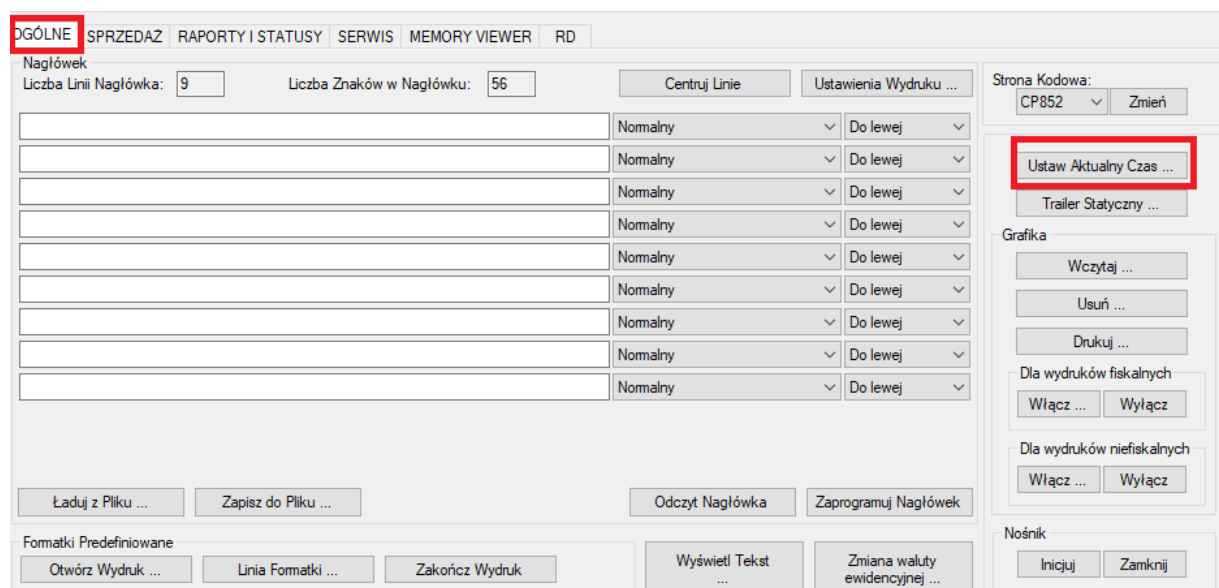 OGÓLNE SPRZEDAŻ RAPORTY I STATUSY SERWIS MEMORY VIEWER RD
Nagłówek
Liczba Linii Nagłówka: 9 Liczba Znaków w Nagłówku: 56 Centruj Linie Ustawienia Wydruku ...
Normalny Do lewej
Normalny Do lewej
Normalny Do lewej
Normalny Do lewej
Normalny Do lewej
Normalny Do lewej
Normalny Do lewej
Normalny Do lewej
Normalny Do lewej
Ładuj z Pliku ... Zapisz do Pliku ... Odczyt Nagłówka Zaprogramuj Nagłówek
Formatki Predefiniowane
Otwórz Wydruk ... Linia Formatki ... Zakończ Wydruk
Wyświetl Tekst
...
Zmiana waluty
ewidencyjnej ...
Strona Kodowa:
CP852 Zmień
Ustaw Aktualny Czas ...
Trailer Statyczny ...
Grafika
Wczytaj ...
Usuń ...
Drukuj ...
Dla wydruków fiskalnych
Włącz ... Wyłącz
Dla wydruków niefiskalnych
Włącz ... Wyłącz
Nośnik
Inicjuj Zamknij